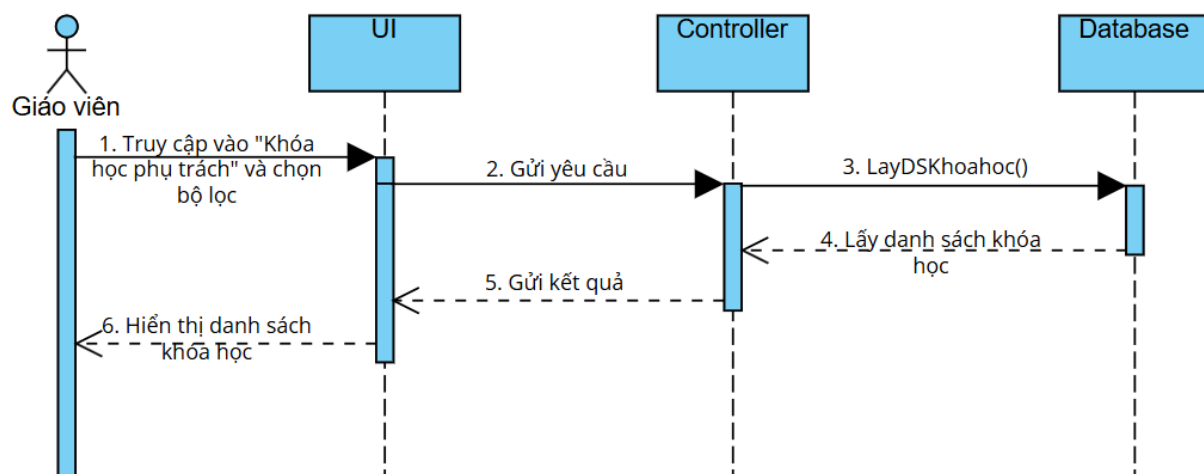 UI
Controller
Database
Giáo viên
1. Truy cập vào "Khóa
học phụ trách" và chọn
bộ lọc
2. Gửi yêu cầu
3. LayDSKhoahoc()
4. Lấy danh sách khóa
học
5. Gửi kết quả
6. Hiển thị danh sách
khóa học